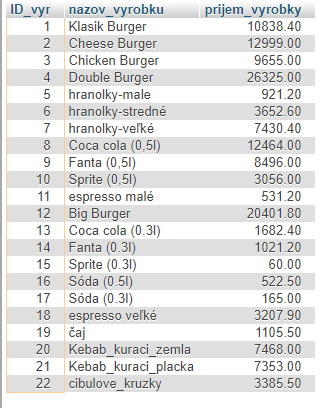 ID_vyr nazov_vyrobku prijem_vyrobky
1 Klasik Burger 10838.40
2 Cheese Burger 12999.00
3 Chicken Burger 9655.00
4 Double Burger 26325.00
5 hranolky-male 921.20
6 hranolky-stredné 3652.60
7 hranolky-veľké 7430.40
8 Coca cola (0,5l) 12464.00
9 Fanta (0,5l) 8496.00
10 Sprite (0,5l) 3056.00
11 espresso malé 531.20
12 Big Burger 20401.80
13 Coca cola (0.3l) 1682.40
14 Fanta (0.3l) 1021.20
15 Sprite (0.3l) 60.00
16 Sóda (0.5l) 522.50
17 Sóda (0.3l) 165.00
18 espresso veľké 3207.90
19 čaj 1105.50
20 Kebab_kuraci_zemla 7468.00
21 Kebab_kuraci_placka 7353.00
22 cibulove_kruzky 3385.50